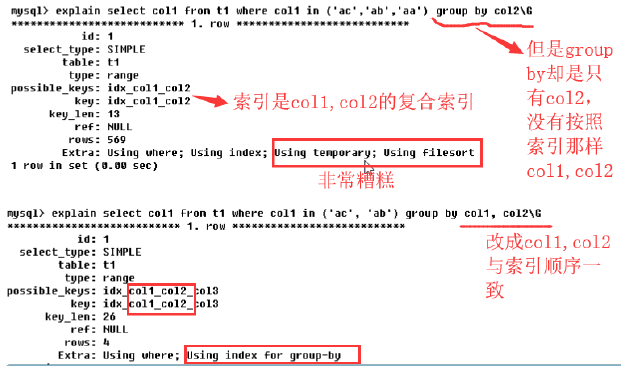 mysql> explain select col1 from t1 where col1 in ('ac','ab','aa') group by col2\G
*************************** 1. row ***************************
id: 1
select_type: SIMPLE
table: t1
type: range
possible_keys: idx_col1_col2
key: idx_col1_col2
key_len: 13
ref: NULL
rows: 569
Extra: Using where; Using index; Using temporary; Using filesort
1 row in set (0.00 sec)
索引是col1,col2的复合索引
非常糟糕
但是group
by却是只
有col2,
没有按照
索引那样
col1,col2
mysql> explain select col1 from t1 where col1 in ('ac', 'ab') group by col1, col2\G
*************************** 1. row ***************************
id: 1
select_type: SIMPLE
table: t1
type: range
possible_keys: idx_col1_col2_col3
key: idx_col1_col2_col3
key_len: 26
ref: NULL
rows: 4
Extra: Using where; Using index for group-by
改成col1,col2
与索引顺序一
致